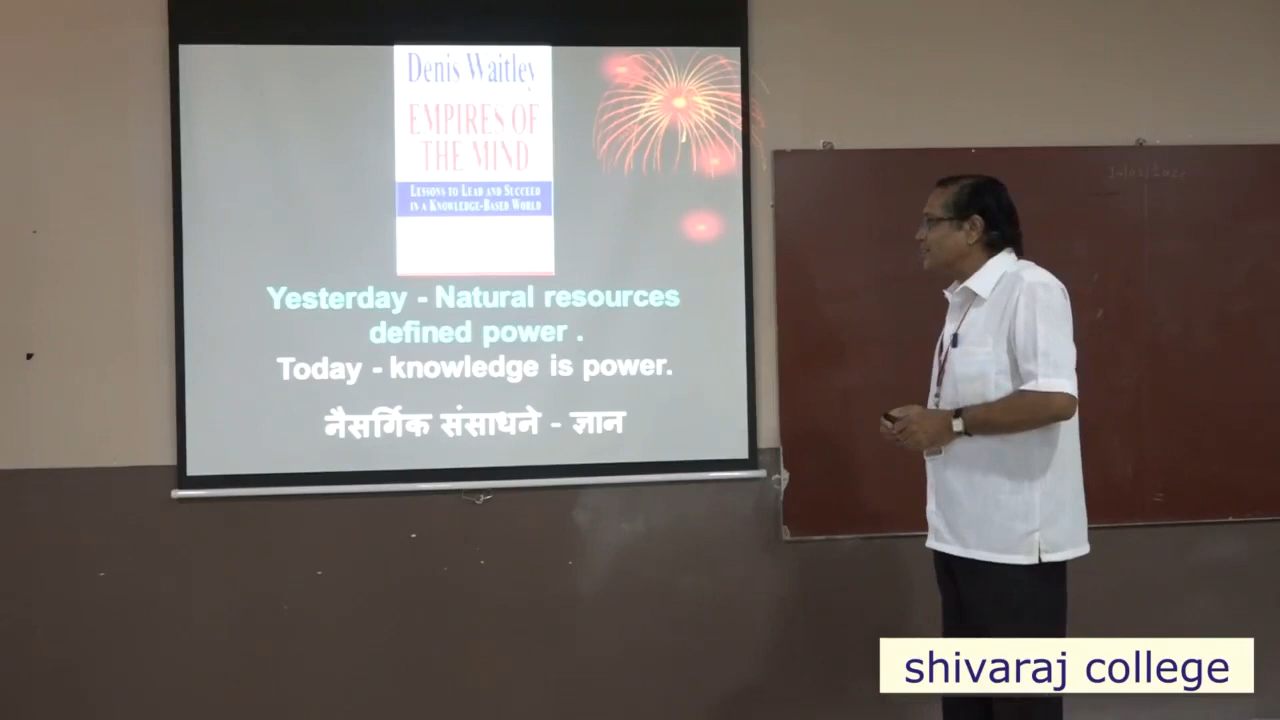 Denis Waitley
EMPIRES OF
THE MIND
LESSONS TO LEAD AND SUCCEED
IN A KNOWLEDGE-BASED WORLD
Yesterday - Natural resources
defined power .
Today - knowledge is power.
नैसर्गिक संसाधने - ज्ञान
shivaraj college